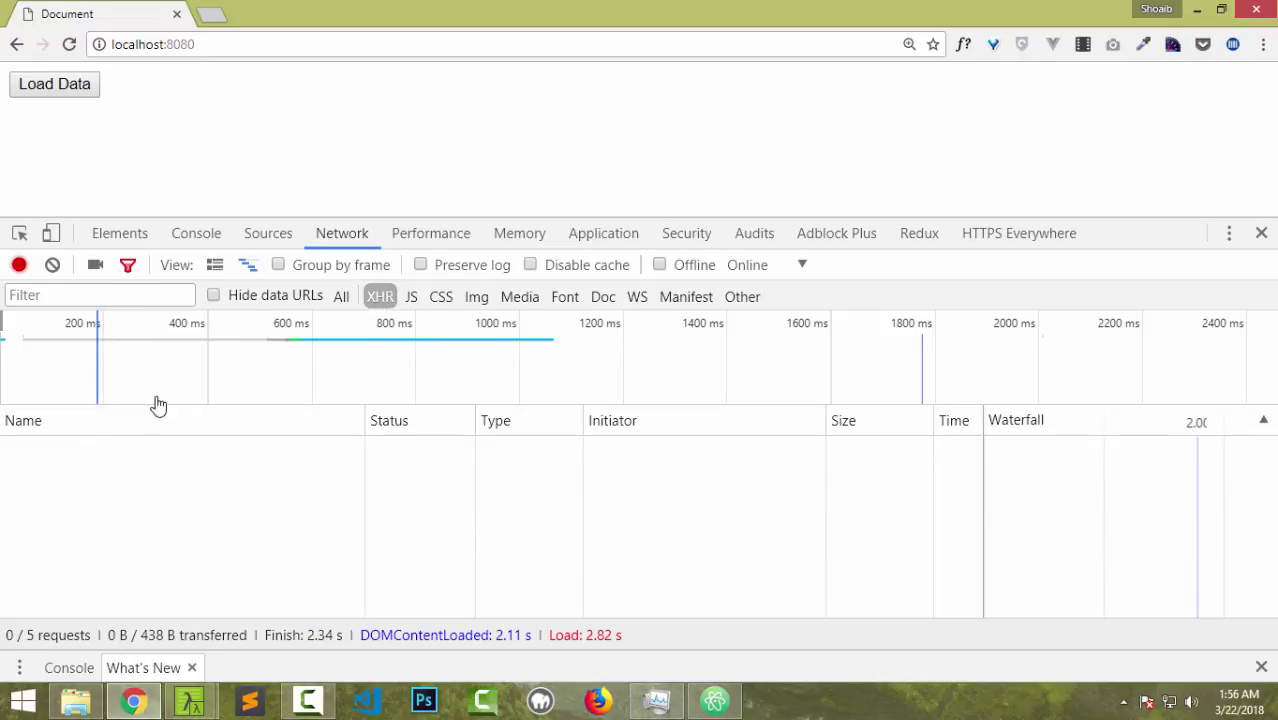 Document
Shoaib
localhost:8080
f?
Load Data
Elements Console Sources Network Performance Memory Application Security Audits Adblock Plus Redux HTTPS Everywhere
View: Group by frame Preserve log Disable cache Offline Online
Filter Hide data URLs All XHR JS CSS Img Media Font Doc WS Manifest Other
200 ms 400 ms 600 ms 800 ms 1000 ms 1200 ms 1400 ms 1600 ms 1800 ms 2000 ms 2200 ms 2400 ms
Name Status Type Initiator Size Time Waterfall 2.00
0 / 5 requests | 0 B / 438 B transferred | Finish: 2.34 s | DOMContentLoaded: 2.11 s | Load: 2.82 s
Console What's New
Ps
1:56 AM
3/22/2018